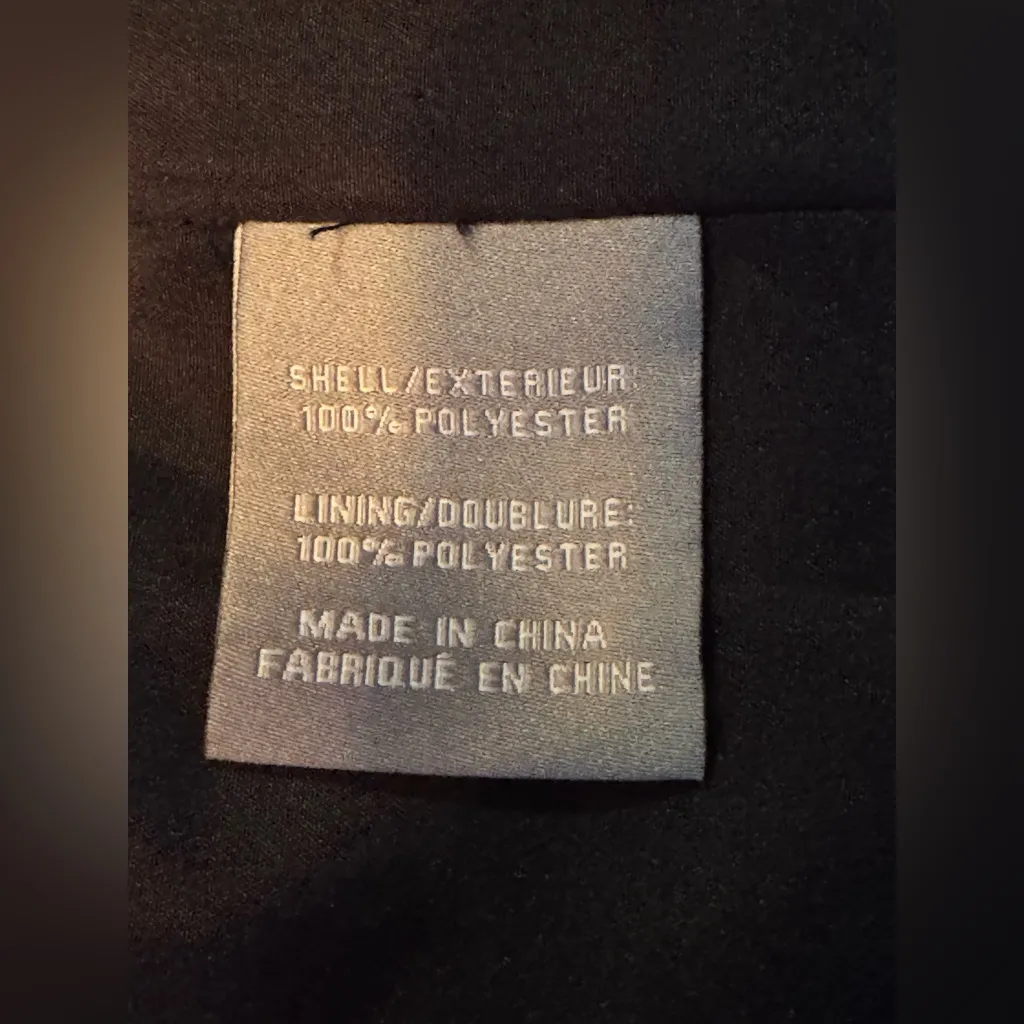 SHELL/EXTERIEUR:
100% POLYESTER
LINING/DOUBLURE:
100% POLYESTER
MADE IN CHINA
FABRIQUÉ EN CHINE